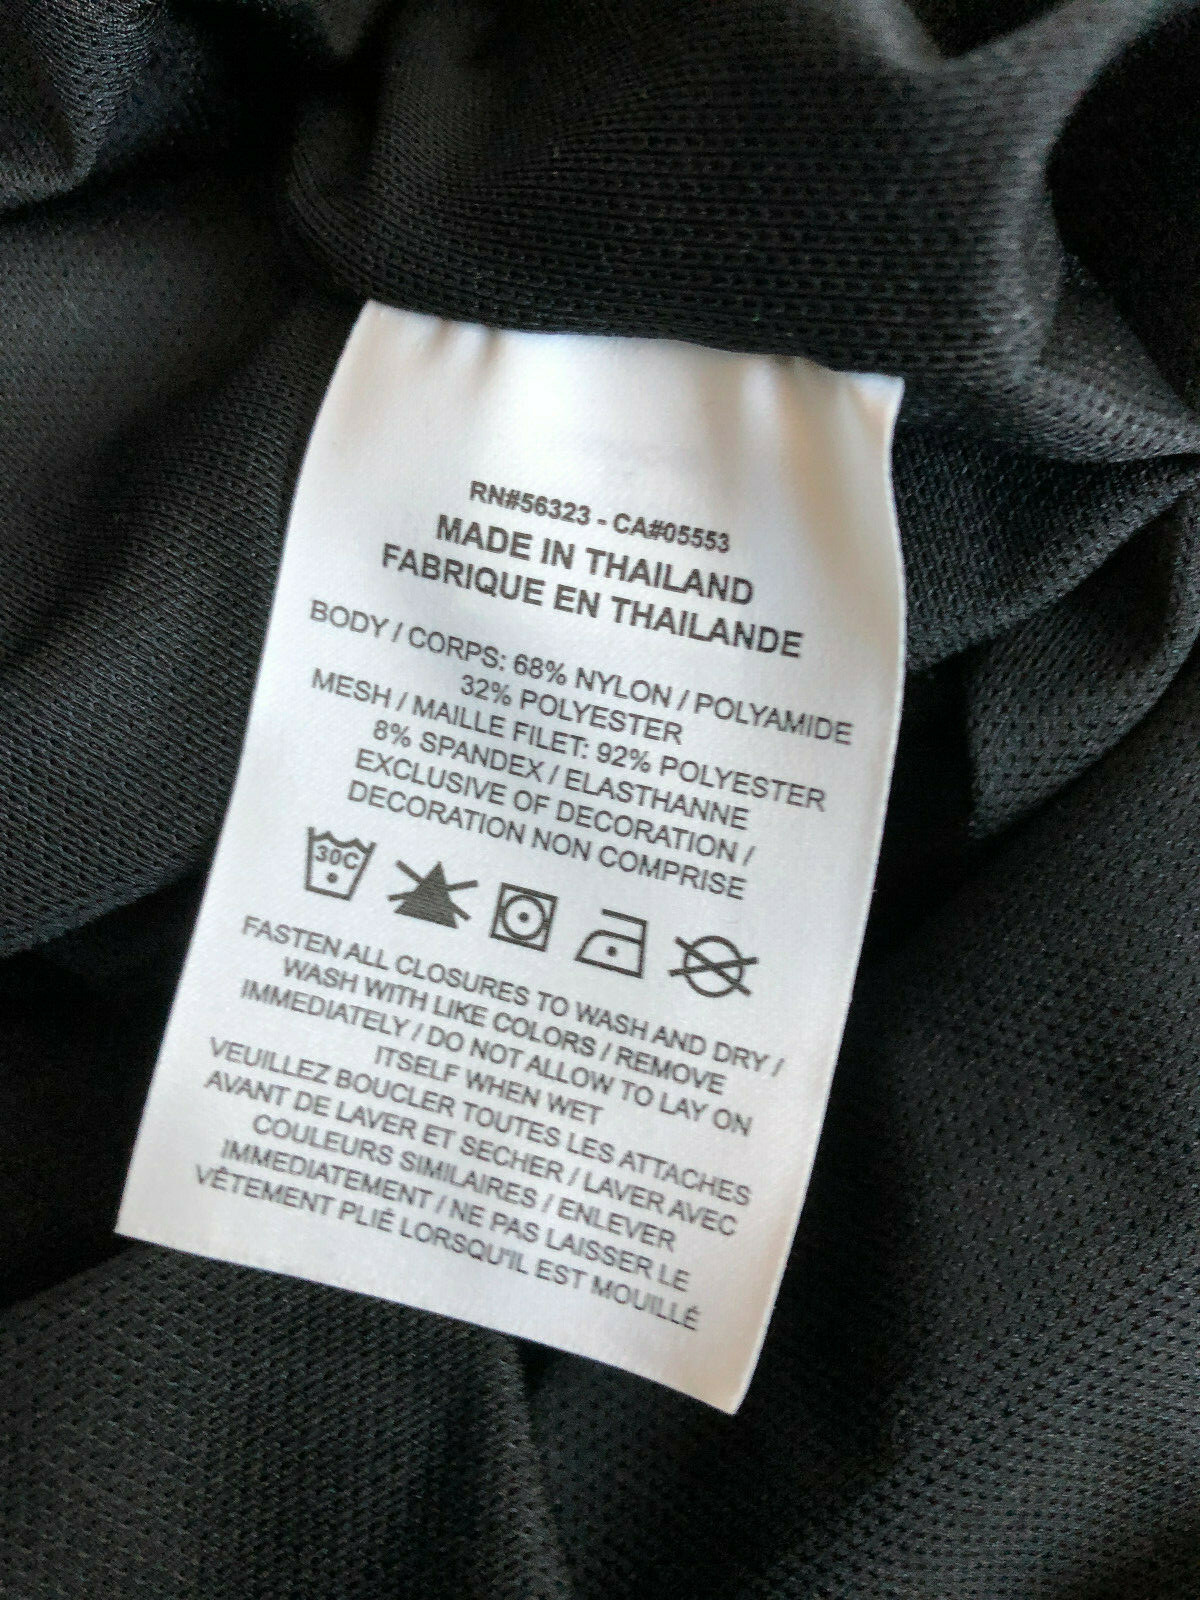 RN#56323 - CA#05553
MADE IN THAILAND
FABRIQUE EN THAILANDE
BODY / CORPS: 68% NYLON / POLYAMIDE
32% POLYESTER
MESH / MAILLE FILET: 92% POLYESTER
8% SPANDEX / ELASTHANNE
EXCLUSIVE OF DECORATION /
DECORATION NON COMPRISE
30C
FASTEN ALL CLOSURES TO WASH AND DRY /
WASH WITH LIKE COLORS / REMOVE
IMMEDIATELY / DO NOT ALLOW TO LAY ON
ITSELF WHEN WET
VEUILLEZ BOUCLER TOUTES LES ATTACHES
AVANT DE LAVER ET SECHER / LAVER AVEC
COULEURS SIMILAIRES / ENLEVER
IMMEDIATEMENT / NE PAS LAISSER LE
VÊTEMENT PLIÉ LORSQU'IL EST MOUILLÉ